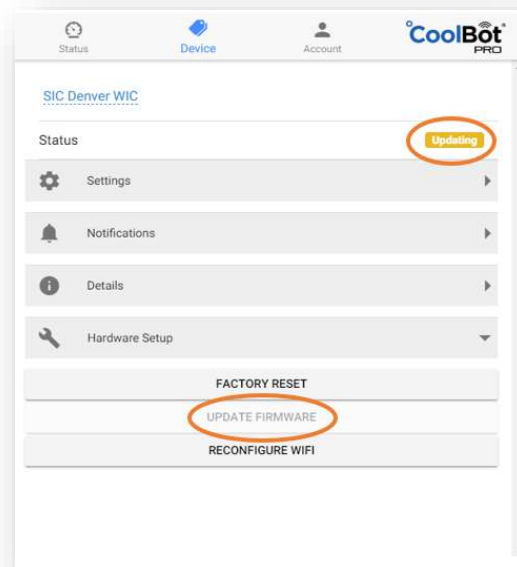 Status
Device
Account
°CoolBôt
PRO
SIC Denver WIC
Status
Updating
Settings
Notifications
Details
Hardware Setup
FACTORY RESET
UPDATE FIRMWARE
RECONFIGURE WIFI